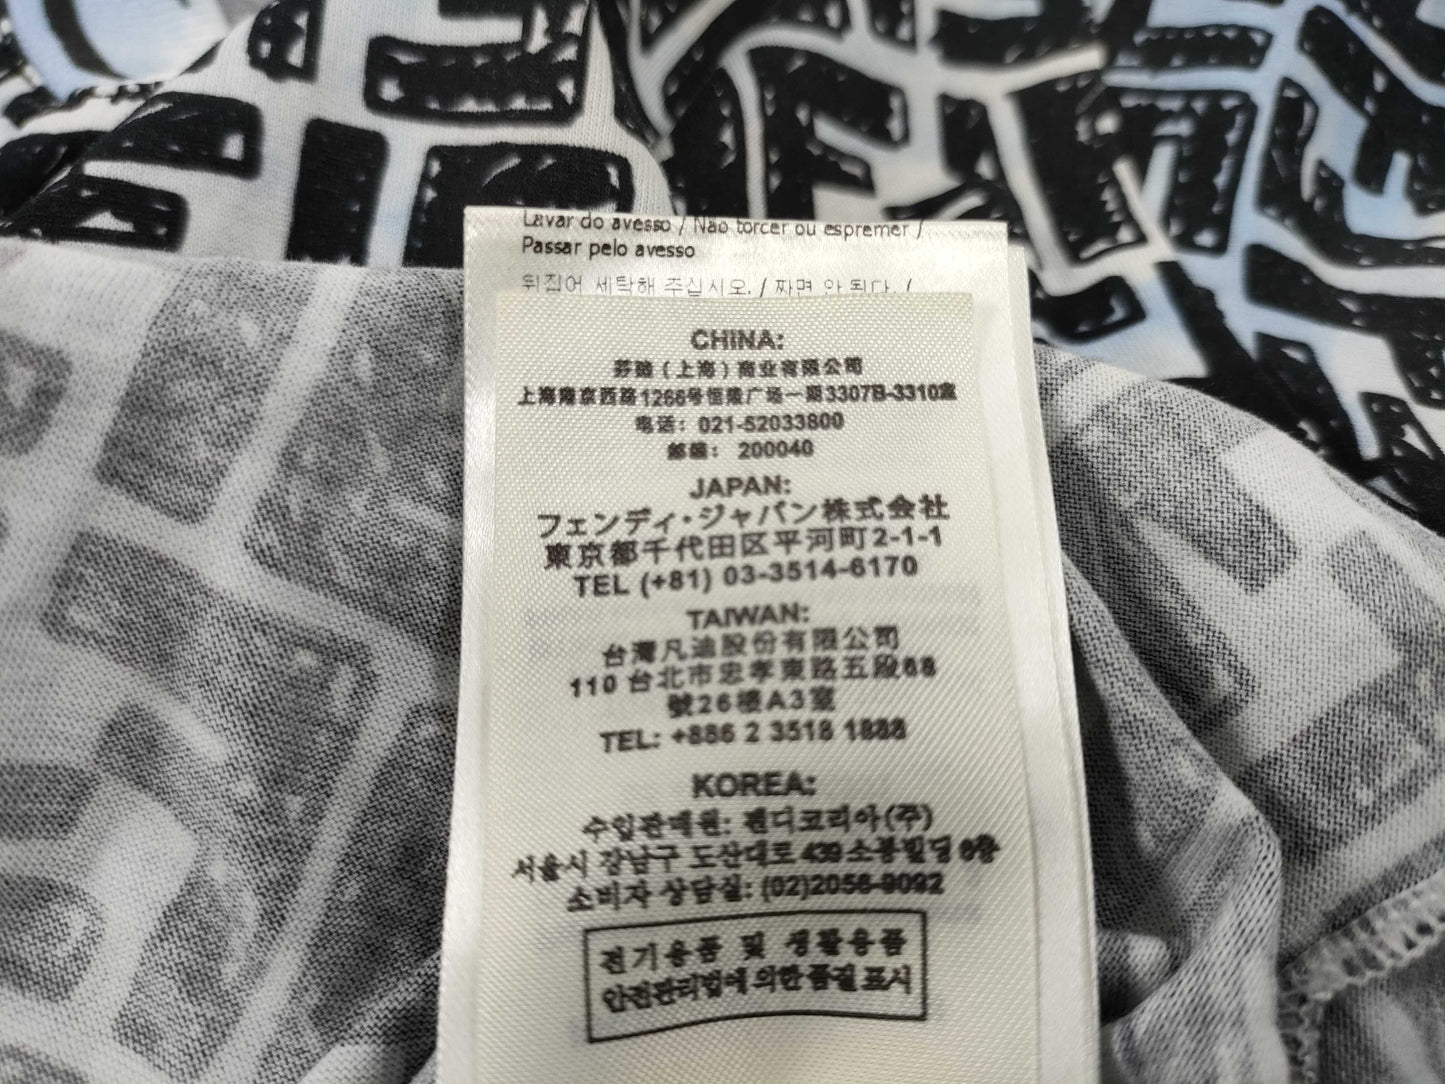 Lavar do avesso / Não torcer ou espremer /
Passar pelo avesso
뒤집어 세탁해 주십시오. / 짜면 안 된다. /
CHINA:
芬迪（上海）商业有限公司
上海南京西路1266号恒隆广场一期3307B-3310室
电话：021-52033800
邮编：200040
JAPAN:
フェンディ・ジャパン株式会社
東京都千代田区平河町2-1-1
TEL (+81) 03-3514-6170
TAIWAN:
台灣凡迪股份有限公司
110 台北市忠孝東路五段68
號26樓A3室
TEL: +886 2 3518 1888
KOREA:
수입판매원: 펜디코리아(주)
서울시 강남구 도산대로 439 소봉빌딩 6층
소비자 상담실: (02)2056-9092
전기용품 및 생활용품
안전관리법에 의한 품질 표시